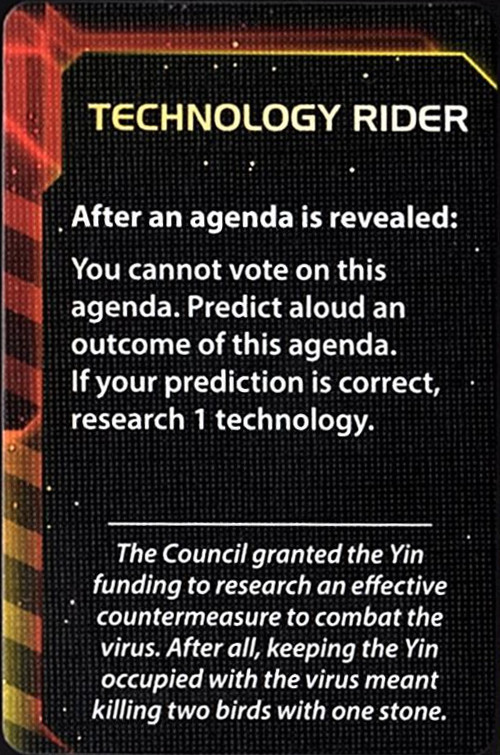 TECHNOLOGY RIDER
After an agenda is revealed:
You cannot vote on this
agenda. Predict aloud an
outcome of this agenda.
If your prediction is correct,
research 1 technology.
The Council granted the Yin
funding to research an effective
countermeasure to combat the
virus. After all, keeping the Yin
occupied with the virus meant
killing two birds with one stone.